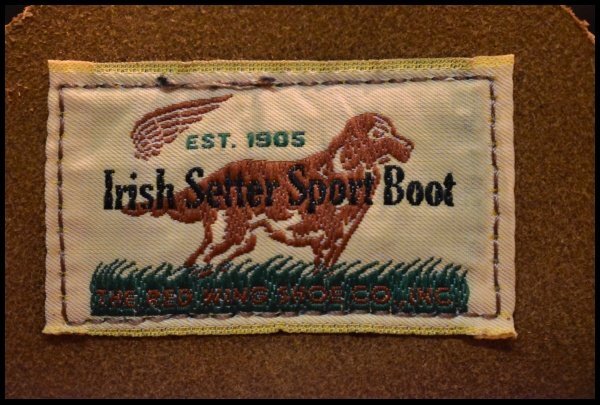 EST. 1905
Irish Setter Sport Boot
THE RED WING SHOE CO., INC.